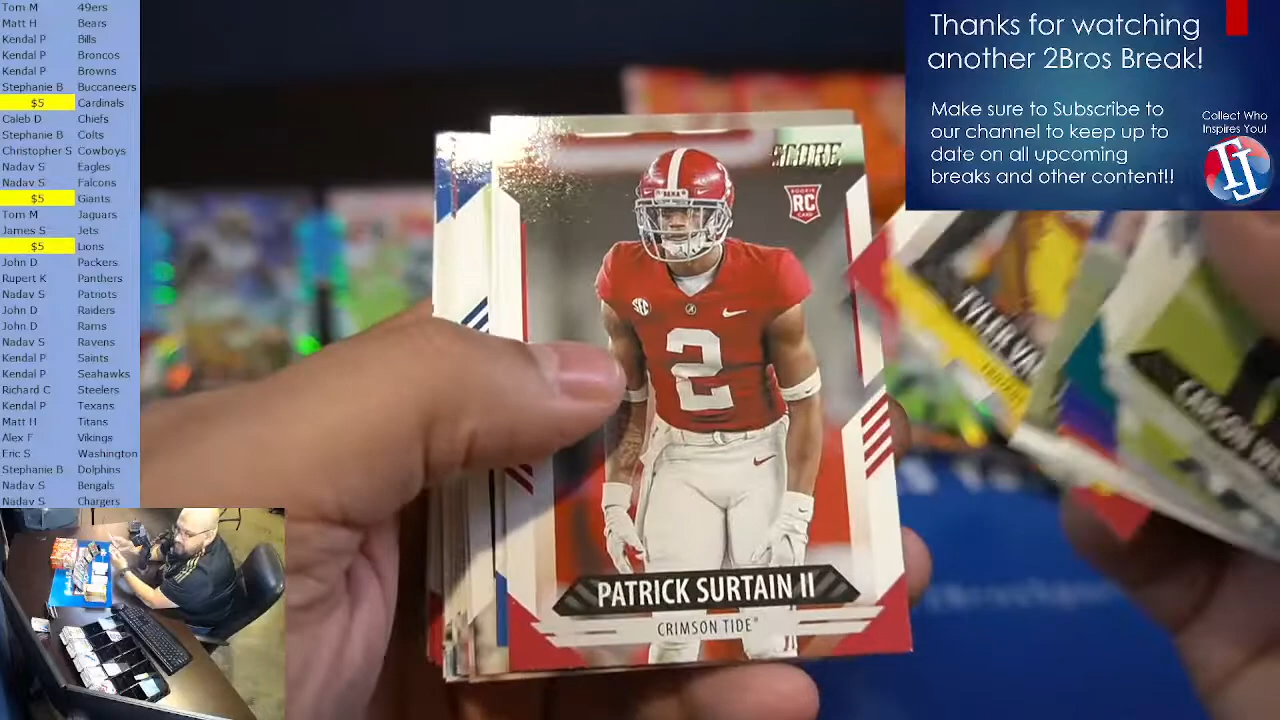 Tom M 49ers
Matt H Bears
Kendal P Bills
Kendal P Broncos
Kendal P Browns
Stephanie B Buccaneers
$5 Cardinals
Caleb D Chiefs
Stephanie B Colts
Christopher S Cowboys
Nadav S Eagles
Nadav S Falcons
$5 Giants
Tom M Jaguars
James S Jets
$5 Lions
John D Packers
Rupert K Panthers
Nadav S Patriots
John D Raiders
John D Rams
Nadav S Ravens
Kendal P Saints
Kendal P Seahawks
Richard C Steelers
Kendal P Texans
Matt H Titans
Alex F Vikings
Eric S Washington
Stephanie B Dolphins
Nadav S Bengals
Nadav S Chargers
Thanks for watching
another 2Bros Break!
Make sure to Subscribe to
our channel to keep up to
date on all upcoming
breaks and other content!!
Collect Who
Inspires You!
SCORE
ROOKIE
RC
CARD
BAMA
SEC
A
2
PATRICK SURTAIN II
CRIMSON TIDE®
TYLER
CARSON